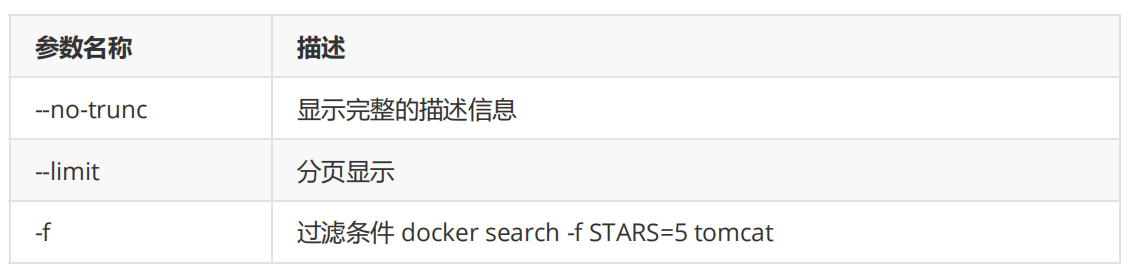 参数名称 描述
--no-trunc 显示完整的描述信息
--limit 分页显示
-f 过滤条件 docker search -f STARS=5 tomcat